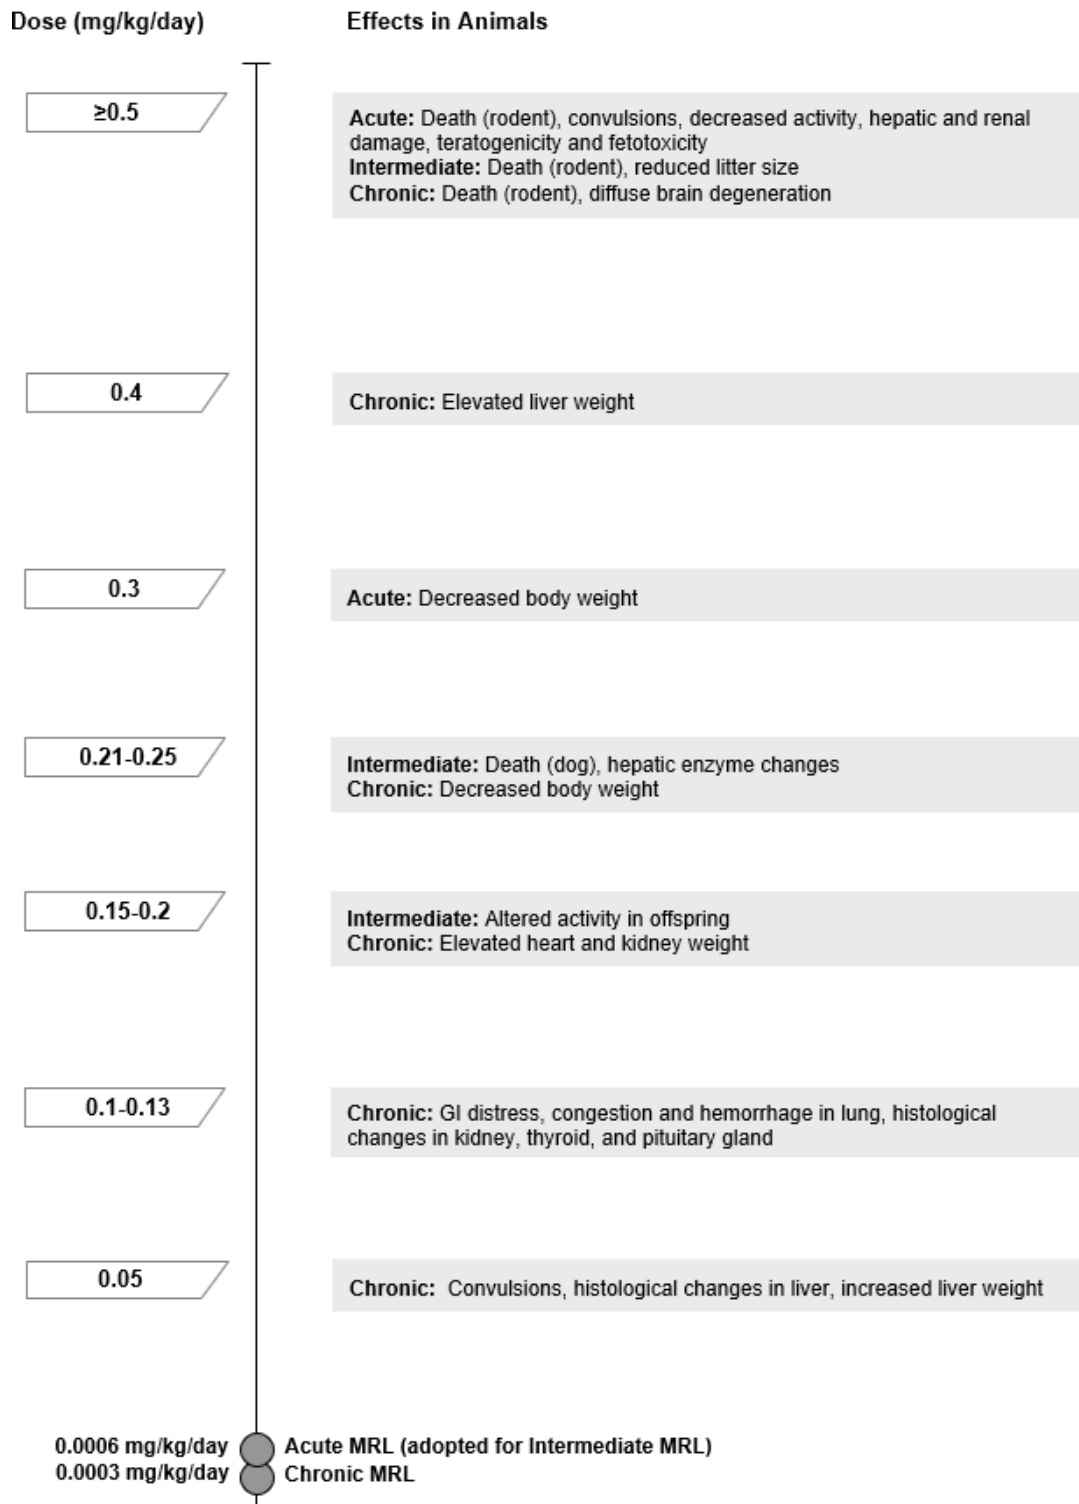 Dose (mg/kg/day)
Effects in Animals
≥0.5
Acute: Death (rodent), convulsions, decreased activity, hepatic and renal
damage, teratogenicity and fetotoxicity
Intermediate: Death (rodent), reduced litter size
Chronic: Death (rodent), diffuse brain degeneration
0.4
Chronic: Elevated liver weight
0.3
Acute: Decreased body weight
0.21-0.25
Intermediate: Death (dog), hepatic enzyme changes
Chronic: Decreased body weight
0.15-0.2
Intermediate: Altered activity in offspring
Chronic: Elevated heart and kidney weight
0.1-0.13
Chronic: GI distress, congestion and hemorrhage in lung, histological
changes in kidney, thyroid, and pituitary gland
0.05
Chronic: Convulsions, histological changes in liver, increased liver weight
0.0006 mg/kg/day
Acute MRL (adopted for Intermediate MRL)
0.0003 mg/kg/day
Chronic MRL